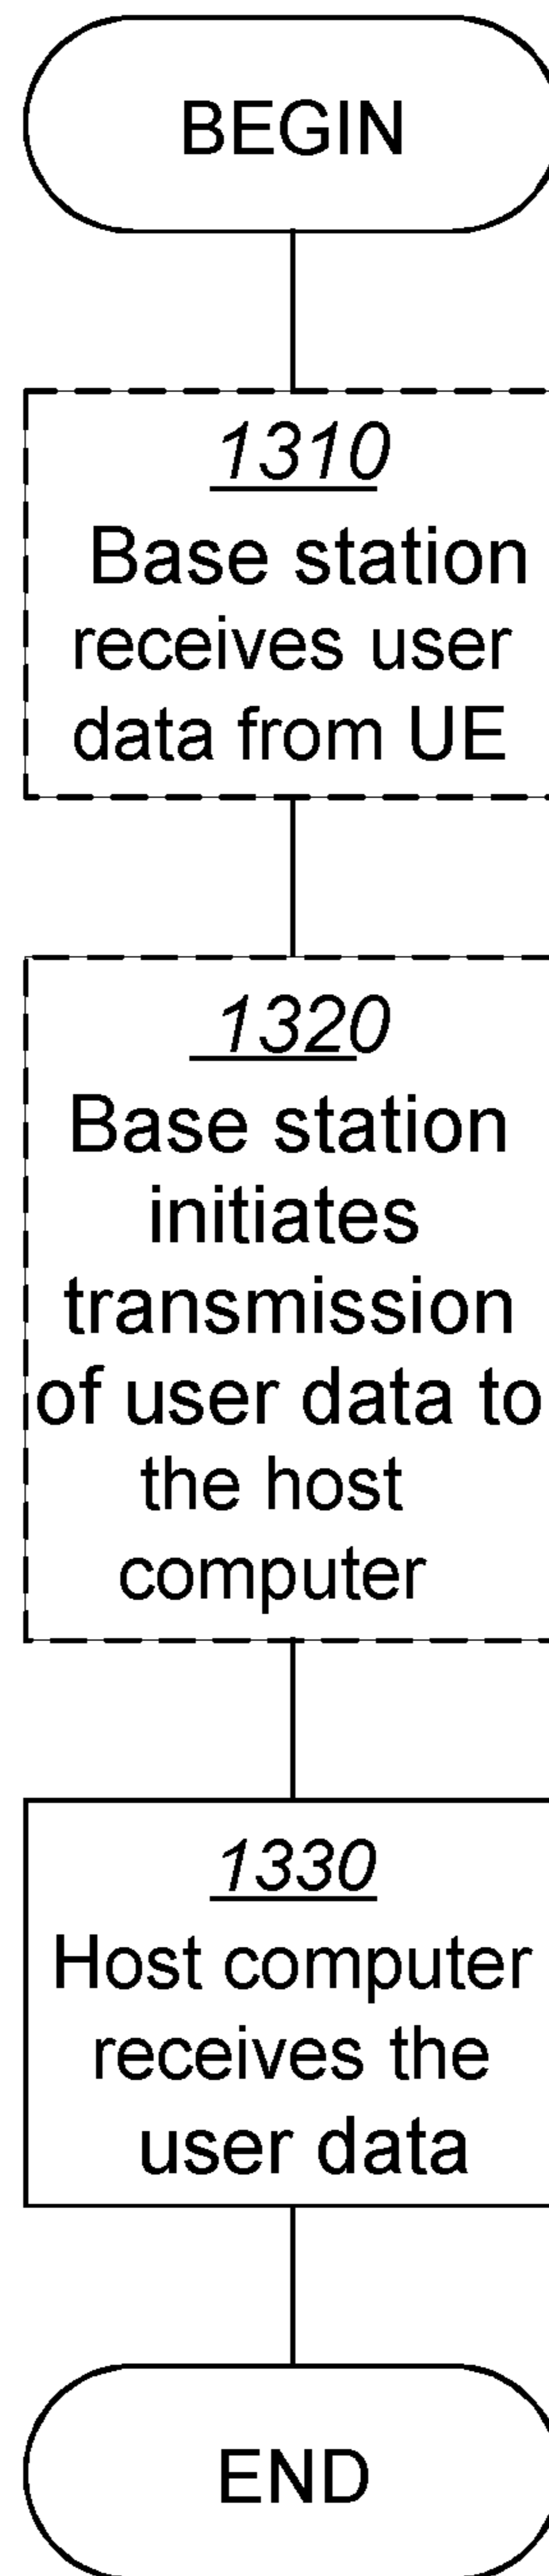 BEGIN
1310
Base station
receives user
data from UE
1320
Base station
initiates
transmission
of user data to
the host
computer
1330
Host computer
receives the
user data
END